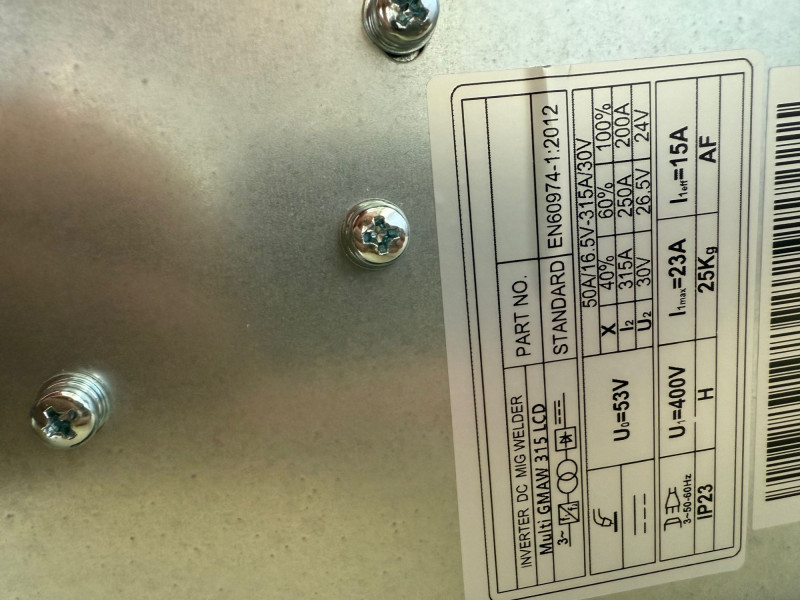 INVERTER DC MIG WELDER
Multi GMAW 315 LCD
PART NO.
3~
STANDARD EN60974-1:2012
50A/16.5V-315A/30V
X 40% 60% 100%
I2 315A 250A 200A
U2 30V 26.5V 24V
U0=53V
3~50-60Hz
U1=400V I1max=23A I1eff=15A
IP23 H 25Kg AF